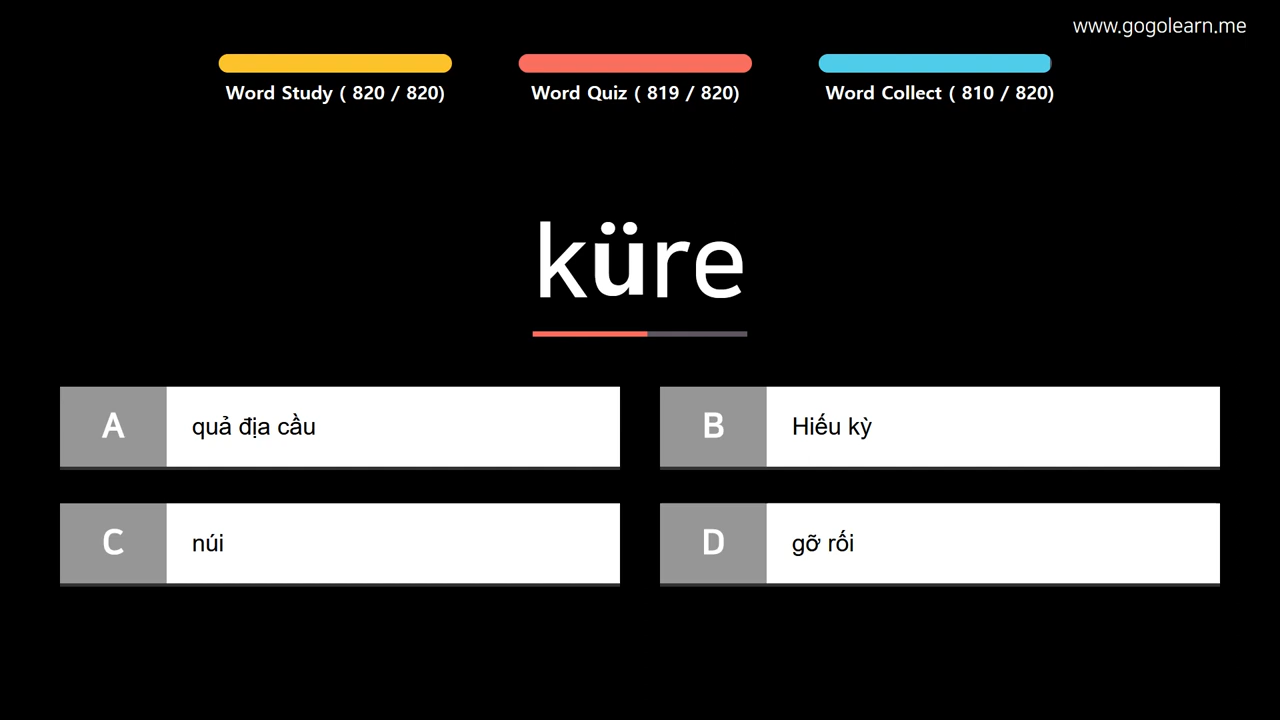 www.gogolearn.me
Word Study ( 820 / 820)
Word Quiz ( 819 / 820)
Word Collect ( 810 / 820)
küre
A quả địa cầu
B Hiếu kỳ
C núi
D gỡ rối